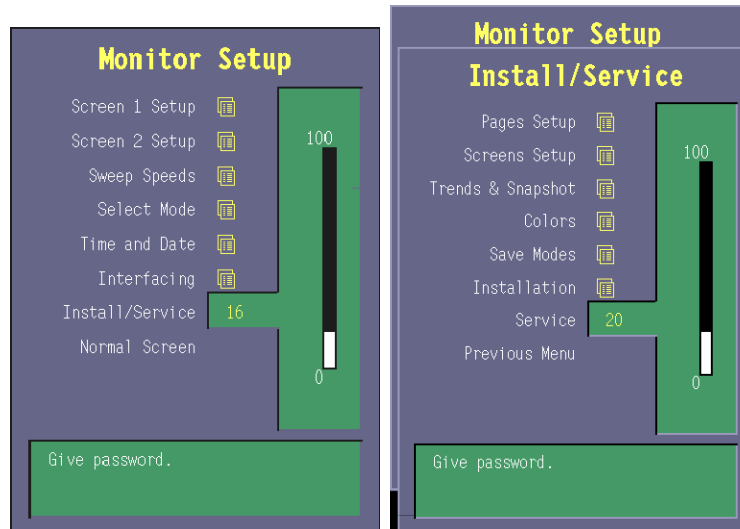 Monitor Setup
Screen 1 Setup
Screen 2 Setup
Sweep Speeds
Select Mode
Time and Date
Interfacing
Install/Service 16
Normal Screen
100
0
Give password.
Monitor Setup
Install/Service
Pages Setup
Screens Setup
Trends & Snapshot
Colors
Save Modes
Installation
Service 20
Previous Menu
100
0
Give password.